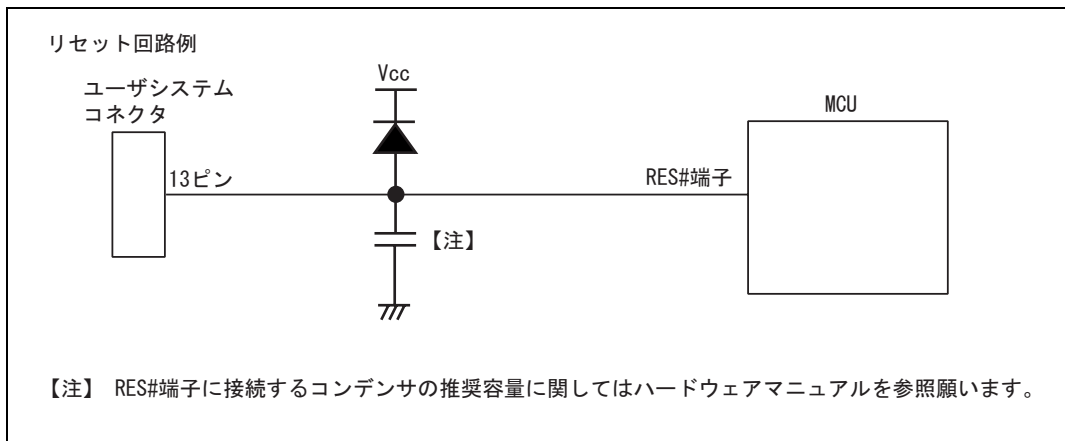 リセット回路例
ユーザシステム
コネクタ
Vcc
MCU
13ピン
RES#端子
【注】
【注】 RES#端子に接続するコンデンサの推奨容量に関してはハードウェアマニュアルを参照願います。